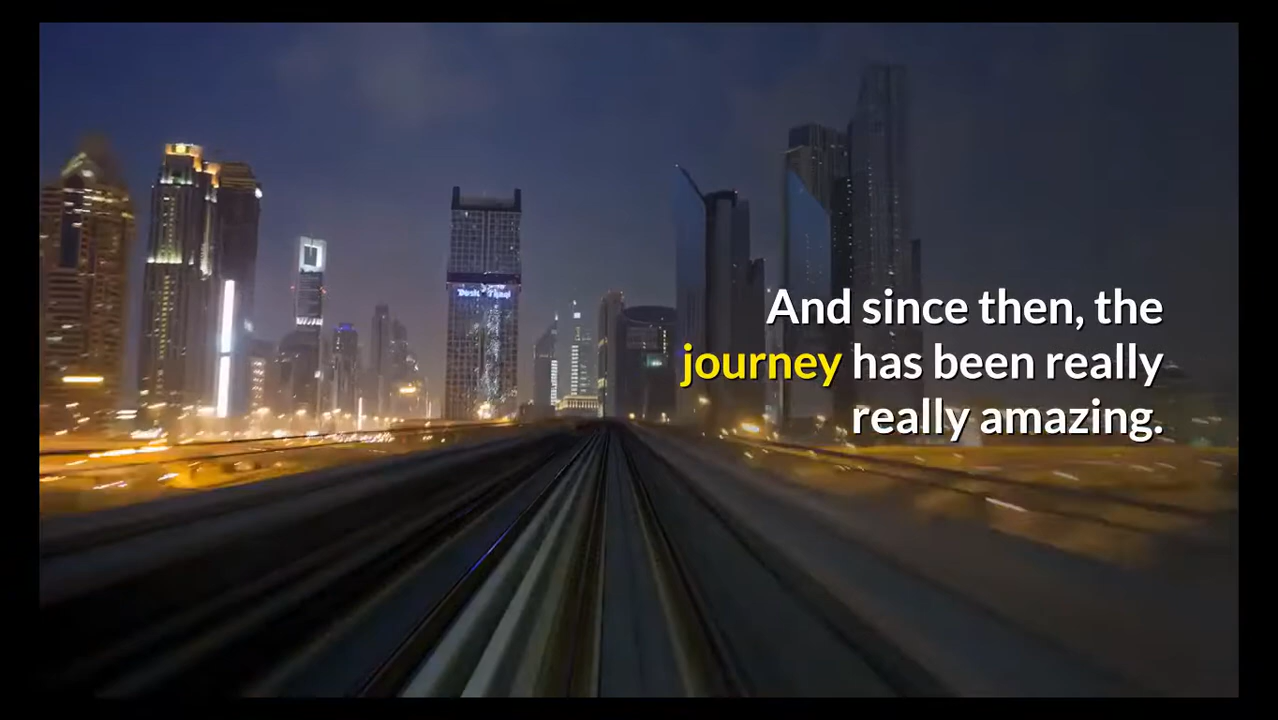 And since then, the
journey has been really
really amazing.